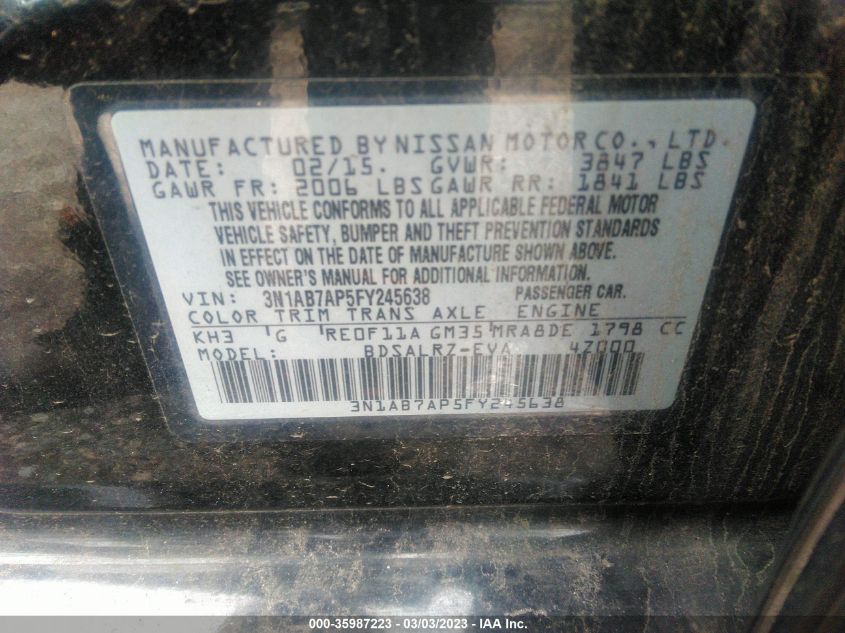 MANUFACTURED BY NISSAN MOTOR CO., LTD.
DATE: 02/15. GVWR: 3847 LBS
GAWR FR: 2006 LBS GAWR RR: 1841 LBS
THIS VEHICLE CONFORMS TO ALL APPLICABLE FEDERAL MOTOR
VEHICLE SAFETY, BUMPER AND THEFT PREVENTION STANDARDS
IN EFFECT ON THE DATE OF MANUFACTURE SHOWN ABOVE.
SEE OWNER'S MANUAL FOR ADDITIONAL INFORMATION.
VIN: 3N1AB7AP5FY245638 PASSENGER CAR.
COLOR TRIM TRANS AXLE ENGINE
KH3 G RE0F11A GM35 MRA8DE 1798 CC
MODEL: BDSALRZ-EVA 4Z000
3N1AB7AP5FY245638
000-35987223 — 03/03/2023 — IAA Inc.